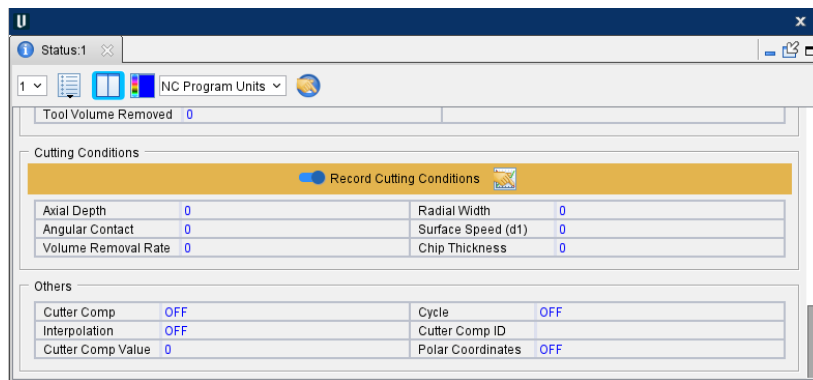 Status:1
1 NC Program Units
Tool Volume Removed 0
Cutting Conditions
Record Cutting Conditions
Axial Depth 0 Radial Width 0
Angular Contact 0 Surface Speed (d1) 0
Volume Removal Rate 0 Chip Thickness 0
Others
Cutter Comp OFF Cycle OFF
Interpolation OFF Cutter Comp ID
Cutter Comp Value 0 Polar Coordinates OFF